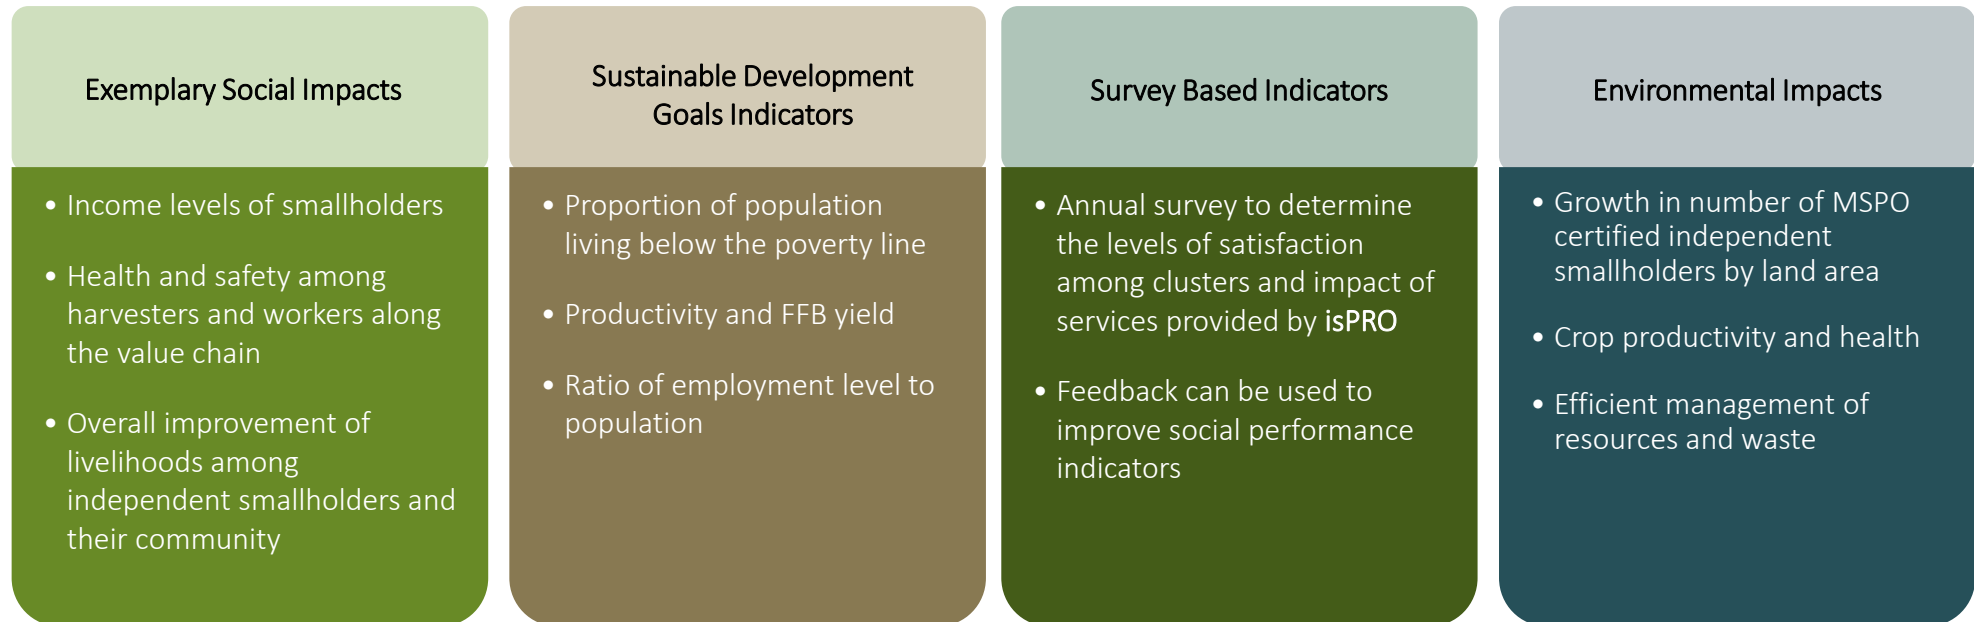 Exemplary Social Impacts
• Income levels of smallholders
• Health and safety among
harvesters and workers along
the value chain
• Overall improvement of
livelihoods among
independent smallholders and
their community
Sustainable Development
Goals Indicators
• Proportion of population
living below the poverty line
• Productivity and FFB yield
• Ratio of employment level to
population
Survey Based Indicators
• Annual survey to determine
the levels of satisfaction
among clusters and impact of
services provided by isPRO
• Feedback can be used to
improve social performance
indicators
Environmental Impacts
• Growth in number of MSPO
certified independent
smallholders by land area
• Crop productivity and health
• Efficient management of
resources and waste